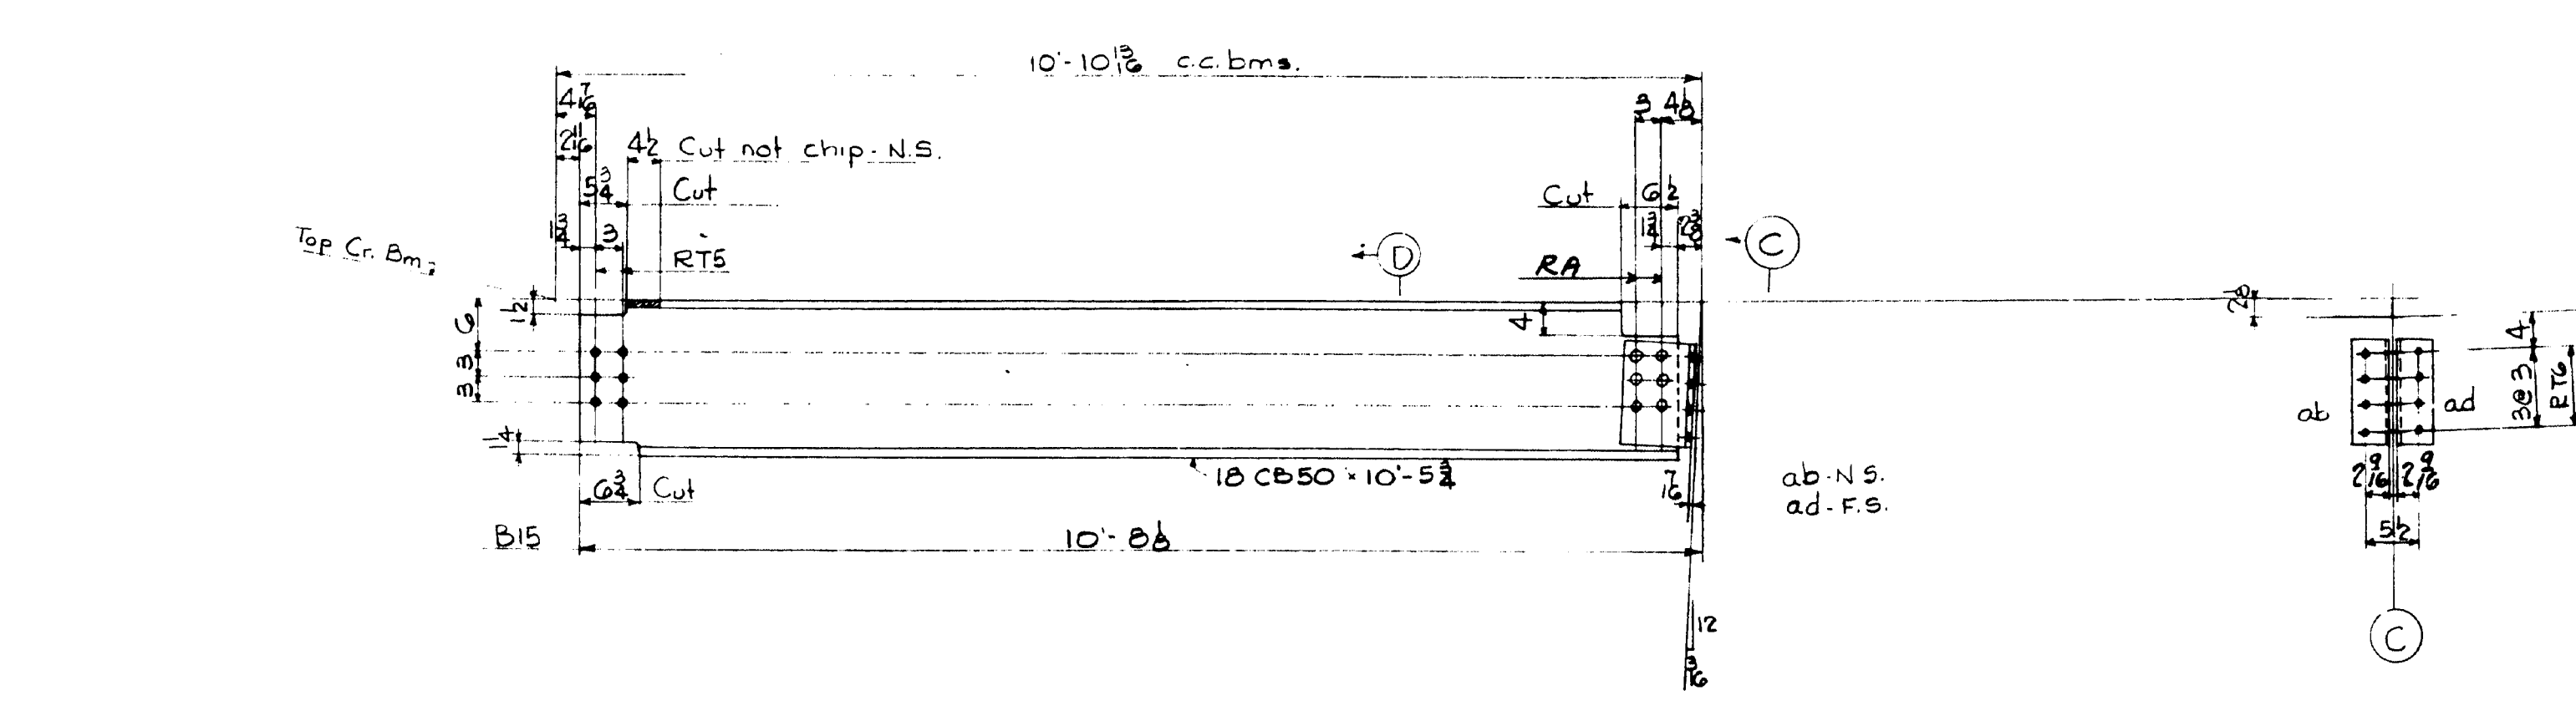 10'-10 13/16 c.c. bms.
4 7/16
3 4 1/8
2 11/16
4 1/2 Cut not chip - N.S.
5 3/4 Cut
Cut 6 1/2
1 3/4 3
1 3/4 2 3/8
Top Cr. Bm.
RT5
D
C
RA
1 1/2
6
4
2 1/8
4
3
3
3@3
RT6
ab
ad
1 1/4
18 CB50 x 10'-5 3/4
6 3/4 Cut
7/16
ab - N.S.
ad - F.S.
2 9/16 2 9/16
5 1/2
B15
10'-8 1/8
12
3/16
C